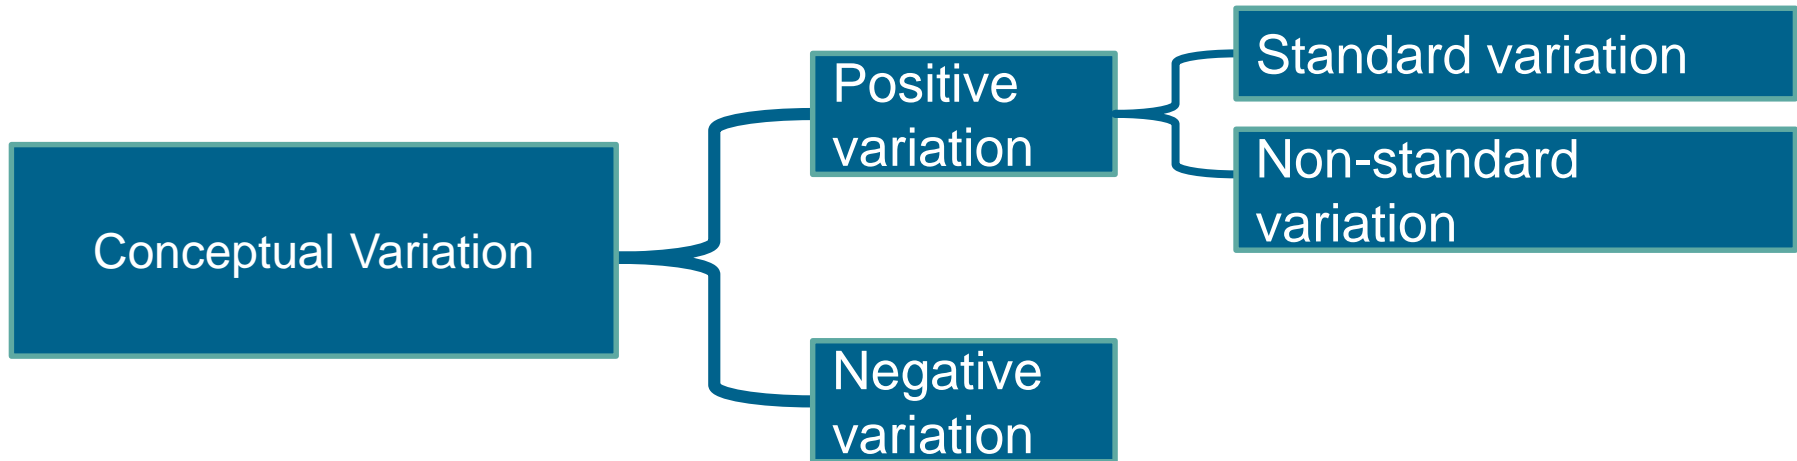 Conceptual Variation
Positive
variation
Standard variation
Non-standard
variation
Negative
variation